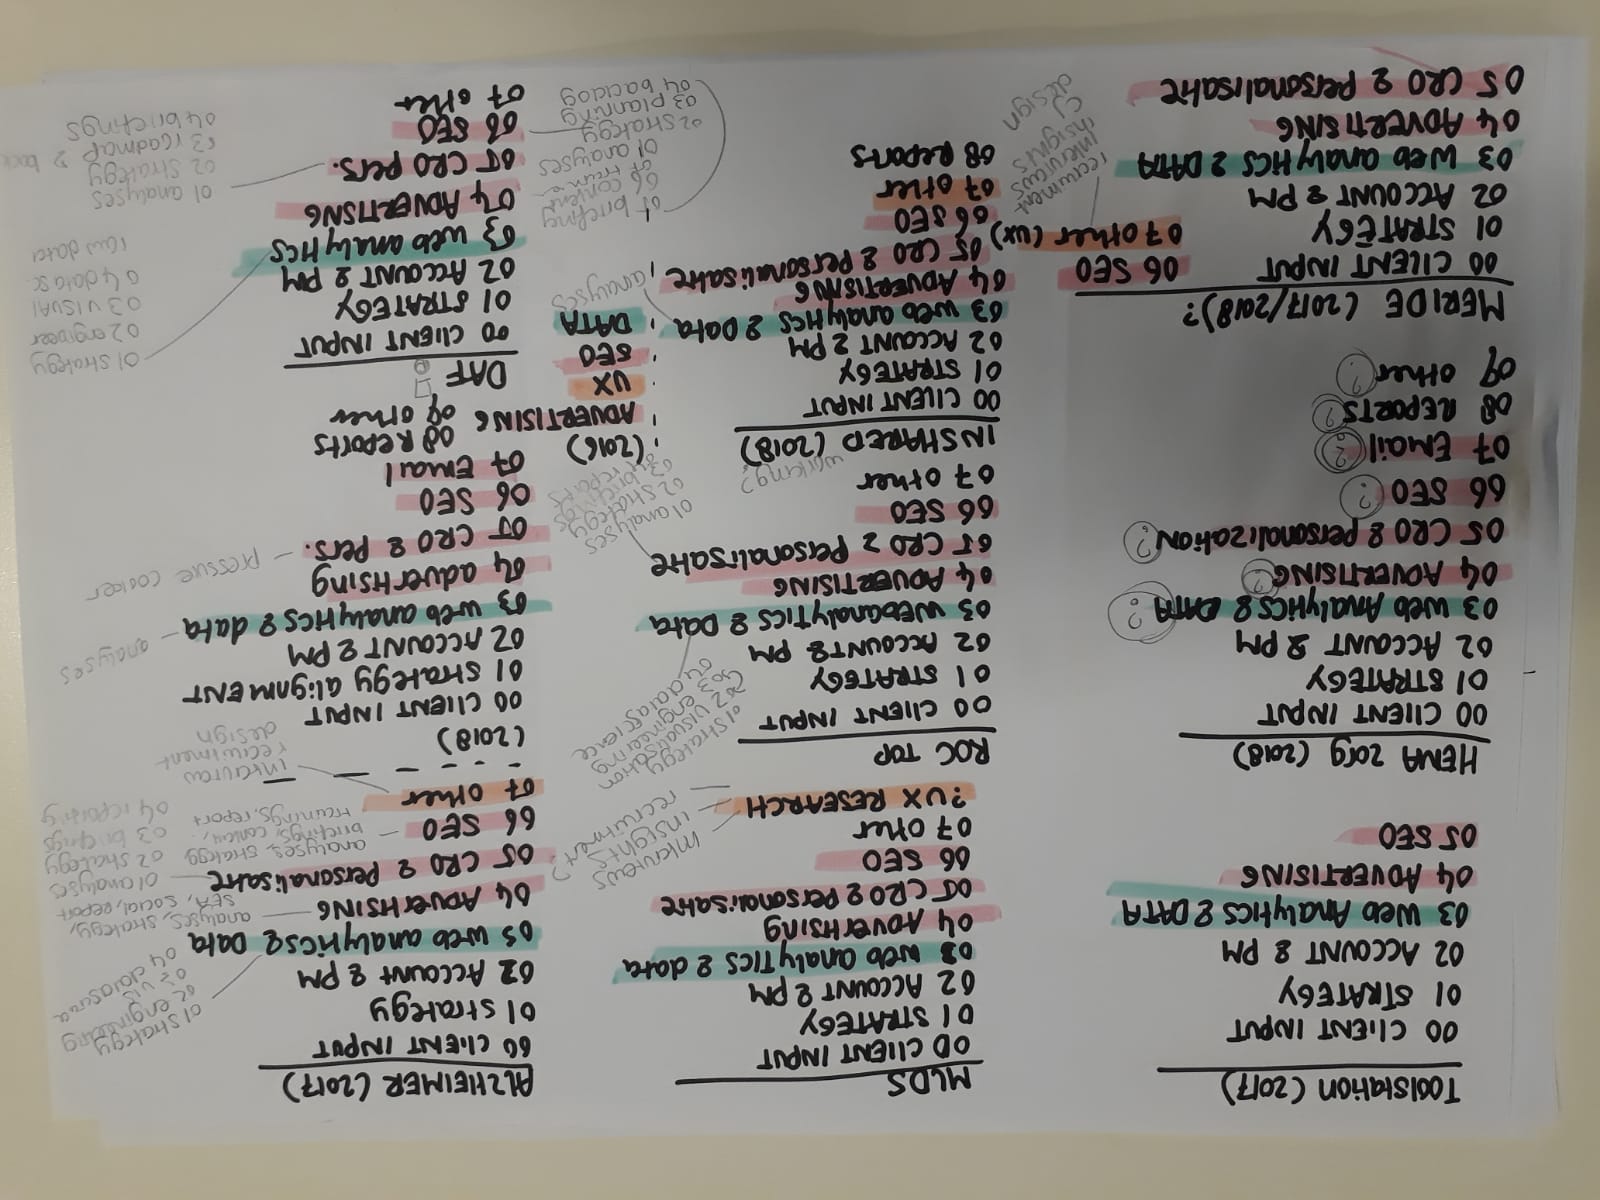 Toolstation (2017)
00 CLIENT INPUT
01 STRATEGY
02 ACCOUNT & PM
03 Web Analytics & DATA
04 ADVERTISING
05 SEO
HEMA 2019 (2018)
00 CLIENT INPUT
01 STRATEGY
02 ACCOUNT & PM
03 Web Analytics & DATA ?
04 ADVERTISING ?
05 CRO & personalization ?
06 SEO ?
07 Email ?
08 REPORTS ?
09 other ?
MERIDE (2017/2018)?
00 CLIENT INPUT
01 STRATEGY
02 ACCOUNT & PM
03 Web analytics & DATA
04 ADVERTISING
05 CRO & personalisatie
06 SEO
07 other (UX)
recruitment
interviews
insights
CJ
design
MLDS
00 CLIENT INPUT
01 STRATEGY
02 ACCOUNT & PM
03 web analytics & data
04 Advertising
05 CRO & personalisatie
06 SEO
07 other
?UX RESEARCH
interviews
insights
recruitment?
ROC TOP
00 CLIENT INPUT
01 STRATEGY
02 ACCOUNT & PM
03 webanalytics & Data
01 strategy
02 visualisation
03 engineering
04 datascience
04 ADVERTISING
05 CRO & Personalisatie
01 analyses
02 strategy
03 briefings
06 SEO
07 other
working?
INSHARED (2018)
00 CLIENT INPUT
01 STRATEGY
02 ACCOUNT & PM
03 web analytics & Data
analyses
04 ADVERTISING
05 CRO & Personalisatie
06 SEO
07 other
08 Reports
(2016)
ADVERTISING
UX
SEO
DATA
ALZHEIMER (2017)
00 CLIENT INPUT
01 strategy
02 Account & PM
03 web analytics & Data
01 strategy
02 engineering
03 vis
04 datascience
04 Advertising
analyses, strategy,
SEA, social, report
05 CRO & Personalisatie
01 analyses
02 strategy
03 briefings
04 reporting
06 SEO
analyses, strategy
briefings, content,
trainings, report
07 other
interview
recruitment
design
(2018)
00 CLIENT INPUT
01 strategy alignment
02 ACCOUNT & PM
03 web analytics & data
analyses
04 advertising
05 CRO & pers.
pressure cooker
06 SEO
07 Email
08 Reports
09 other
DAF
00 CLIENT INPUT
01 STRATEGY
02 ACCOUNT & PM
03 web analytics
01 strategy
02 engineer
03 visual
04 datasc
raw data
04 ADVERTISING
05 CRO pers.
01 analyses
02 strategy
03 roadmap & back
04 briefings
06 SEO
07 other
01 analyses
02 strategy
03 planning
04 backlog
06 content
07 briefing